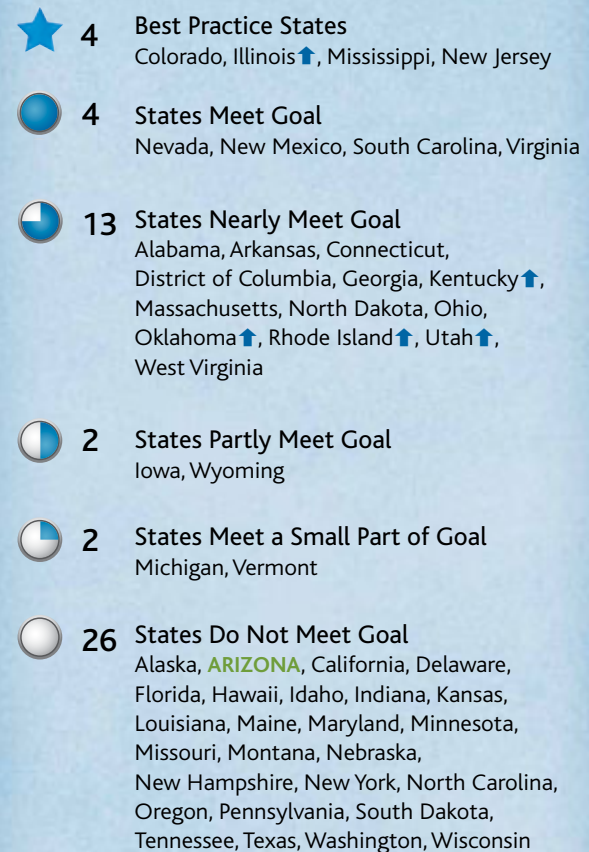 4 Best Practice States
Colorado, Illinois⬆, Mississippi, New Jersey
4 States Meet Goal
Nevada, New Mexico, South Carolina, Virginia
13 States Nearly Meet Goal
Alabama, Arkansas, Connecticut,
District of Columbia, Georgia, Kentucky⬆,
Massachusetts, North Dakota, Ohio,
Oklahoma⬆, Rhode Island⬆, Utah⬆,
West Virginia
2 States Partly Meet Goal
Iowa, Wyoming
2 States Meet a Small Part of Goal
Michigan, Vermont
26 States Do Not Meet Goal
Alaska, ARIZONA, California, Delaware,
Florida, Hawaii, Idaho, Indiana, Kansas,
Louisiana, Maine, Maryland, Minnesota,
Missouri, Montana, Nebraska,
New Hampshire, New York, North Carolina,
Oregon, Pennsylvania, South Dakota,
Tennessee, Texas, Washington, Wisconsin